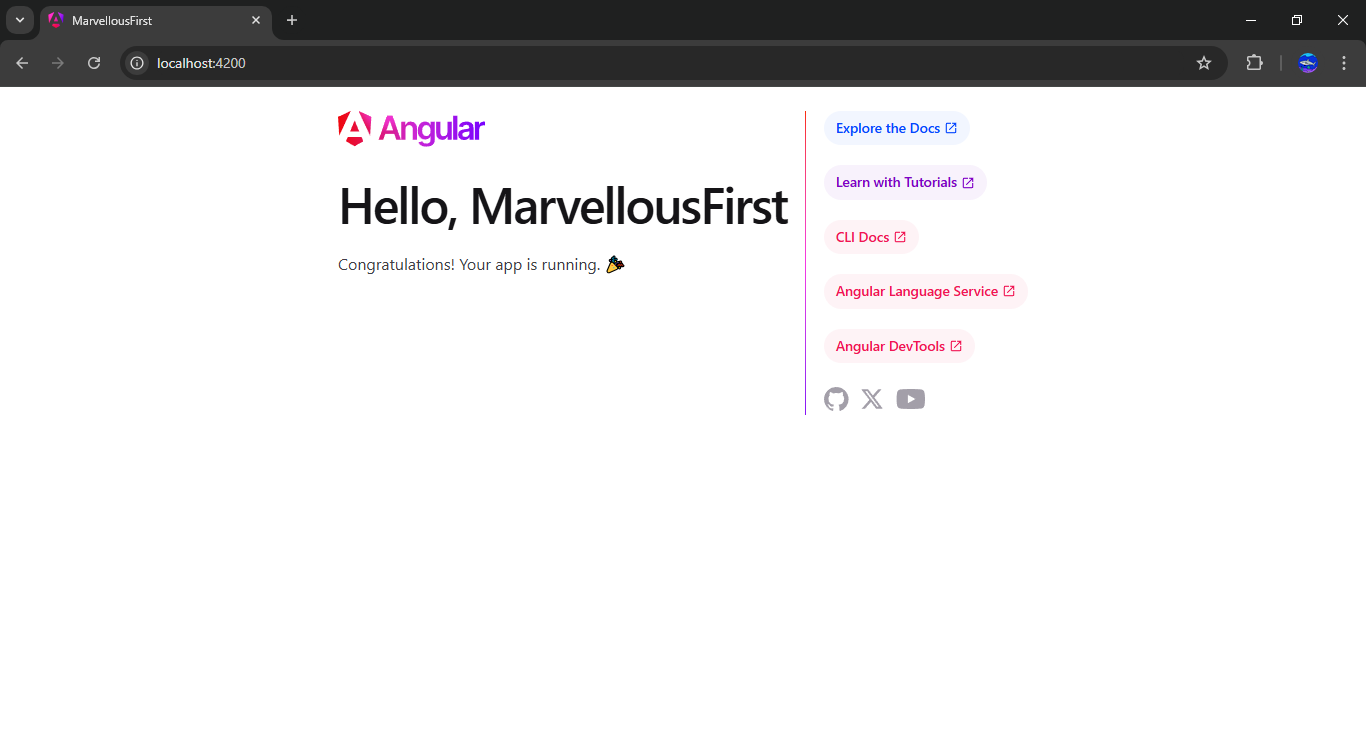 MarvellousFirst
localhost:4200
Angular
Hello, MarvellousFirst
Congratulations! Your app is running. 🎉
Explore the Docs
Learn with Tutorials
CLI Docs
Angular Language Service
Angular DevTools